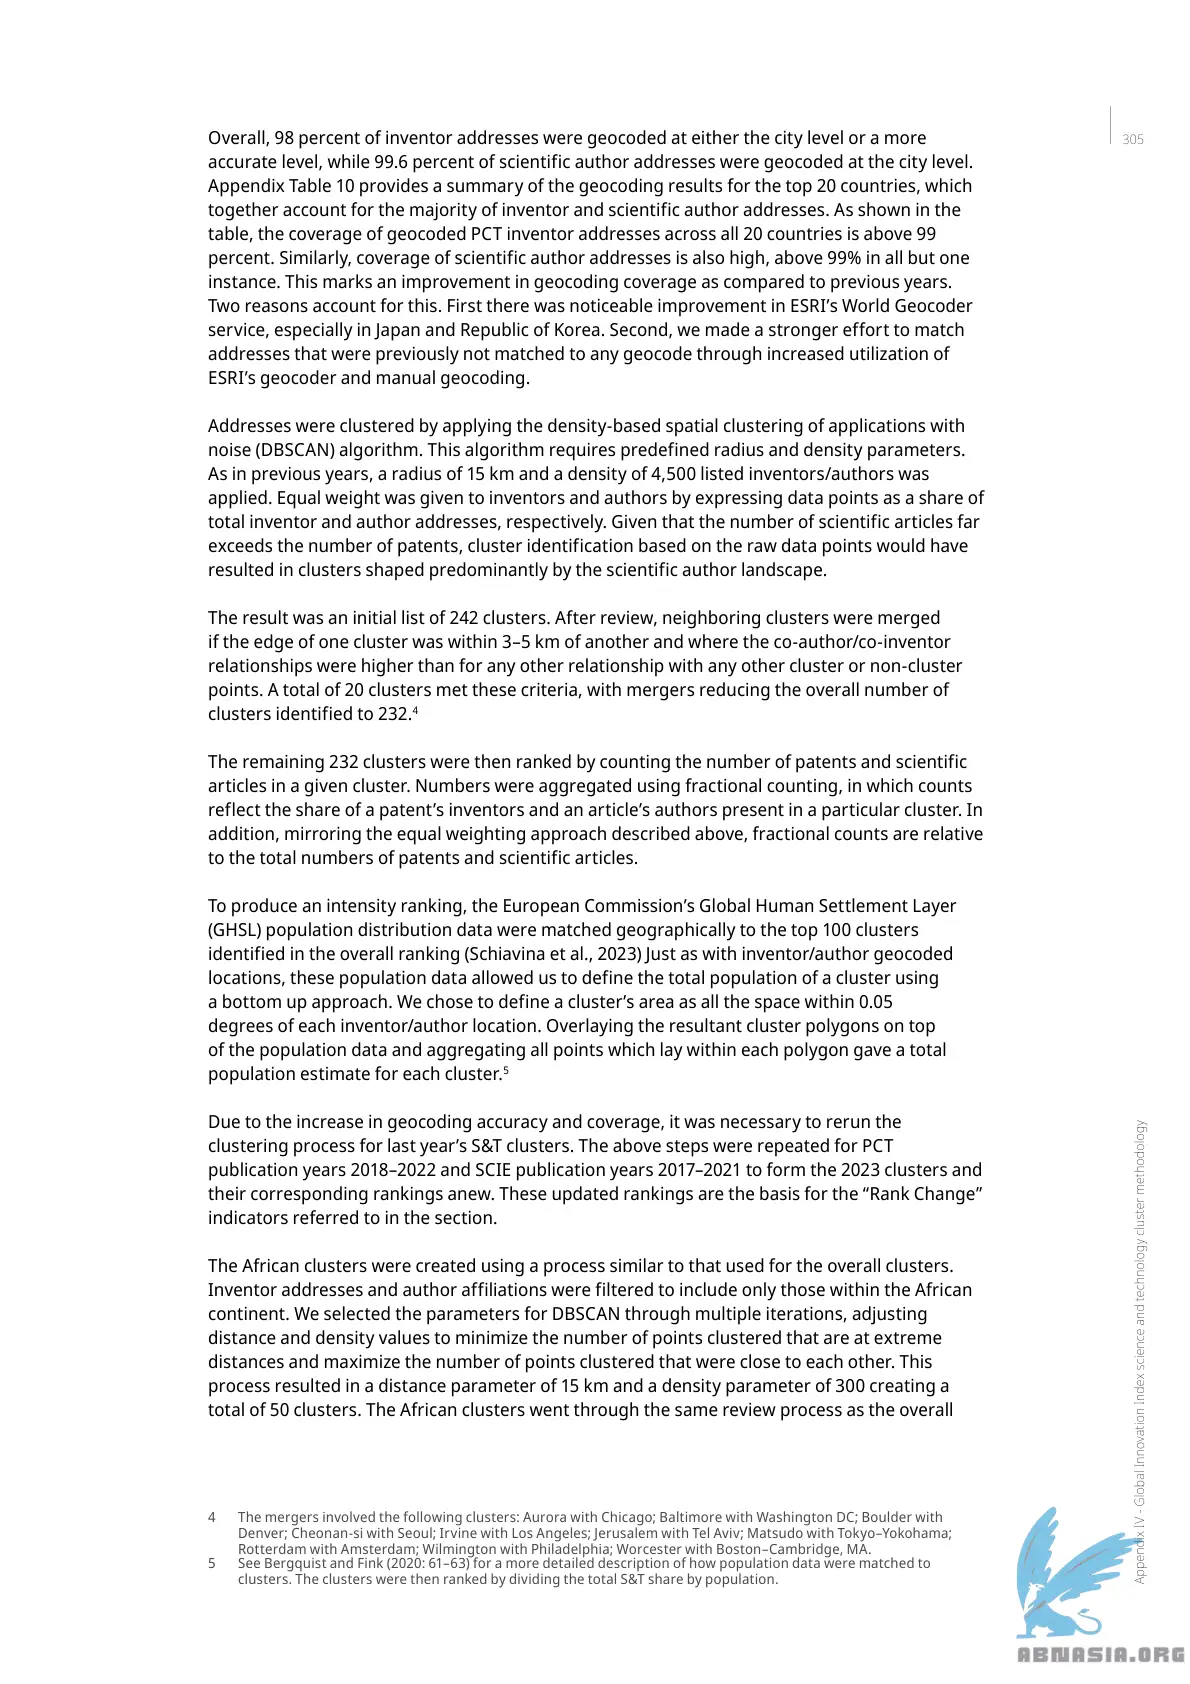 305
Overall, 98 percent of inventor addresses were geocoded at either the city level or a more
accurate level, while 99.6 percent of scientific author addresses were geocoded at the city level.
Appendix Table 10 provides a summary of the geocoding results for the top 20 countries, which
together account for the majority of inventor and scientific author addresses. As shown in the
table, the coverage of geocoded PCT inventor addresses across all 20 countries is above 99
percent. Similarly, coverage of scientific author addresses is also high, above 99% in all but one
instance. This marks an improvement in geocoding coverage as compared to previous years.
Two reasons account for this. First there was noticeable improvement in ESRI’s World Geocoder
service, especially in Japan and Republic of Korea. Second, we made a stronger effort to match
addresses that were previously not matched to any geocode through increased utilization of
ESRI’s geocoder and manual geocoding.
Addresses were clustered by applying the density-based spatial clustering of applications with
noise (DBSCAN) algorithm. This algorithm requires predefined radius and density parameters.
As in previous years, a radius of 15 km and a density of 4,500 listed inventors/authors was
applied. Equal weight was given to inventors and authors by expressing data points as a share of
total inventor and author addresses, respectively. Given that the number of scientific articles far
exceeds the number of patents, cluster identification based on the raw data points would have
resulted in clusters shaped predominantly by the scientific author landscape.
The result was an initial list of 242 clusters. After review, neighboring clusters were merged
if the edge of one cluster was within 3–5 km of another and where the co-author/co-inventor
relationships were higher than for any other relationship with any other cluster or non-cluster
points. A total of 20 clusters met these criteria, with mergers reducing the overall number of
clusters identified to 232.4
The remaining 232 clusters were then ranked by counting the number of patents and scientific
articles in a given cluster. Numbers were aggregated using fractional counting, in which counts
reflect the share of a patent’s inventors and an article’s authors present in a particular cluster. In
addition, mirroring the equal weighting approach described above, fractional counts are relative
to the total numbers of patents and scientific articles.
To produce an intensity ranking, the European Commission’s Global Human Settlement Layer
(GHSL) population distribution data were matched geographically to the top 100 clusters
identified in the overall ranking (Schiavina et al., 2023) Just as with inventor/author geocoded
locations, these population data allowed us to define the total population of a cluster using
a bottom up approach. We chose to define a cluster’s area as all the space within 0.05
degrees of each inventor/author location. Overlaying the resultant cluster polygons on top
of the population data and aggregating all points which lay within each polygon gave a total
population estimate for each cluster.5
Due to the increase in geocoding accuracy and coverage, it was necessary to rerun the
clustering process for last year’s S&T clusters. The above steps were repeated for PCT
publication years 2018–2022 and SCIE publication years 2017–2021 to form the 2023 clusters and
their corresponding rankings anew. These updated rankings are the basis for the “Rank Change”
indicators referred to in the section.
The African clusters were created using a process similar to that used for the overall clusters.
Inventor addresses and author affiliations were filtered to include only those within the African
continent. We selected the parameters for DBSCAN through multiple iterations, adjusting
distance and density values to minimize the number of points clustered that are at extreme
distances and maximize the number of points clustered that were close to each other. This
process resulted in a distance parameter of 15 km and a density parameter of 300 creating a
total of 50 clusters. The African clusters went through the same review process as the overall
4 The mergers involved the following clusters: Aurora with Chicago; Baltimore with Washington DC; Boulder with
Denver; Cheonan-si with Seoul; Irvine with Los Angeles; Jerusalem with Tel Aviv; Matsudo with Tokyo–Yokohama;
Rotterdam with Amsterdam; Wilmington with Philadelphia; Worcester with Boston–Cambridge, MA.
5 See Bergquist and Fink (2020: 61–63) for a more detailed description of how population data were matched to
clusters. The clusters were then ranked by dividing the total S&T share by population.
Appendix IV - Global Innovation Index science and technology cluster methodology
ABNASIA.ORG